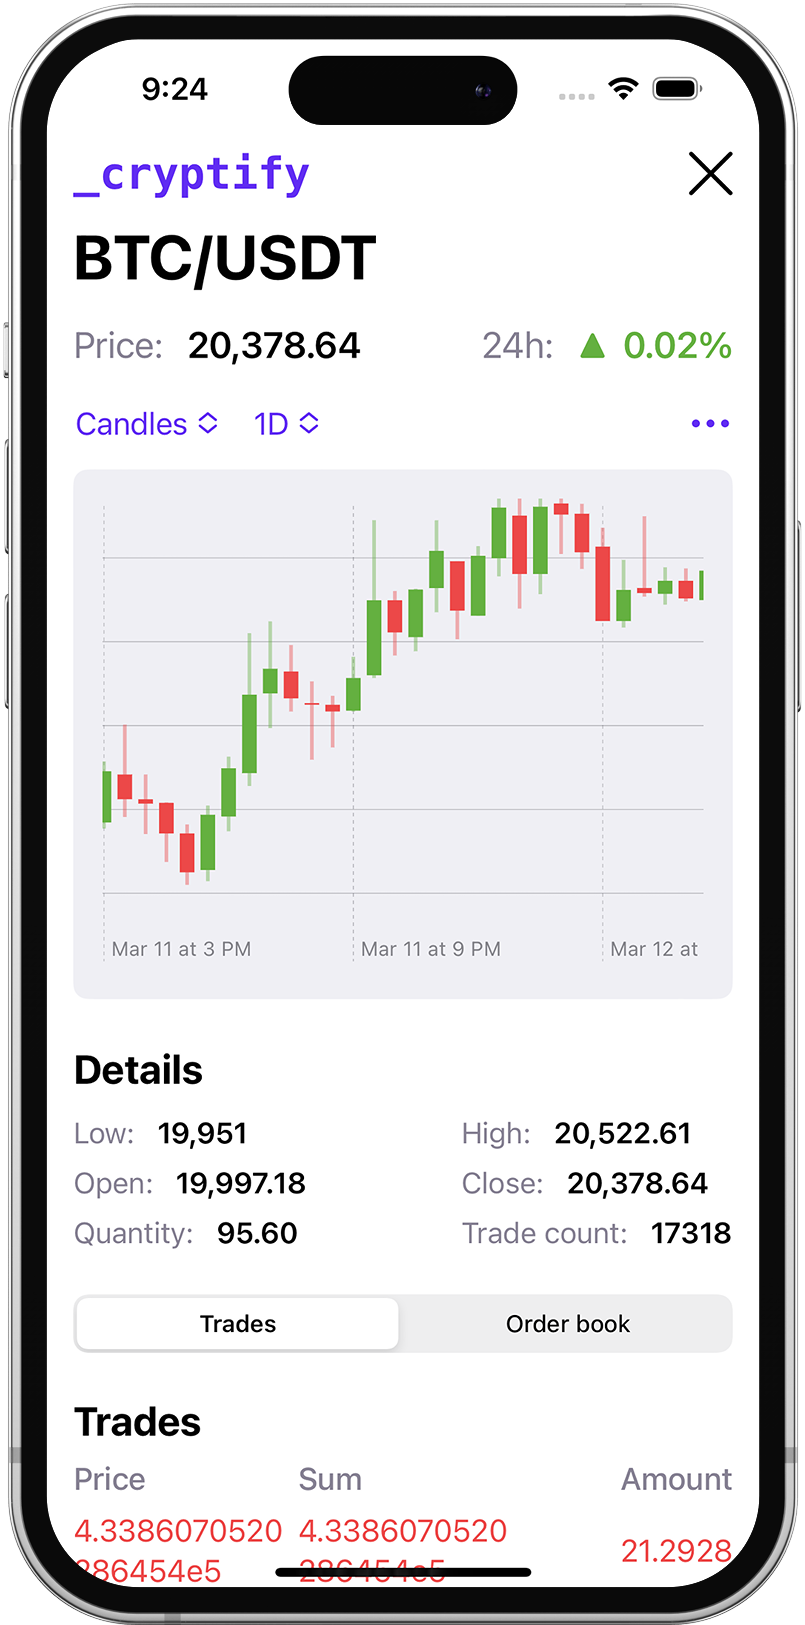 9:24
_cryptify
BTC/USDT
Price: 20,378.64 24h: ▲ 0.02%
Candles 1D
Mar 11 at 3 PM Mar 11 at 9 PM Mar 12 at
Details
Low: 19,951 High: 20,522.61
Open: 19,997.18 Close: 20,378.64
Quantity: 95.60 Trade count: 17318
Trades Order book
Trades
Price Sum Amount
4.3386070520 4.3386070520
286454e5 286454e5 21.2928